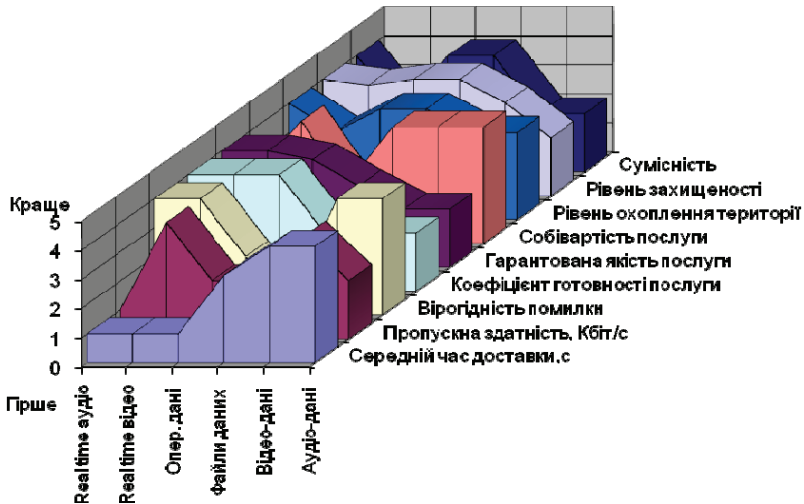 Краще
5
4
3
2
1
0
Гірше
Realtime аудіо
Realtime відео
Опер. дані
Файли даних
Відео-дані
Аудіо-дані
Сумісність
Рівень захищеності
Рівень охоплення території
Собівартість послуги
Гарантована якість послуги
Коефіцієнт готовності послуги
Вірогідність помилки
Пропускна здатність, Кбіт/с
Середній час доставки,с